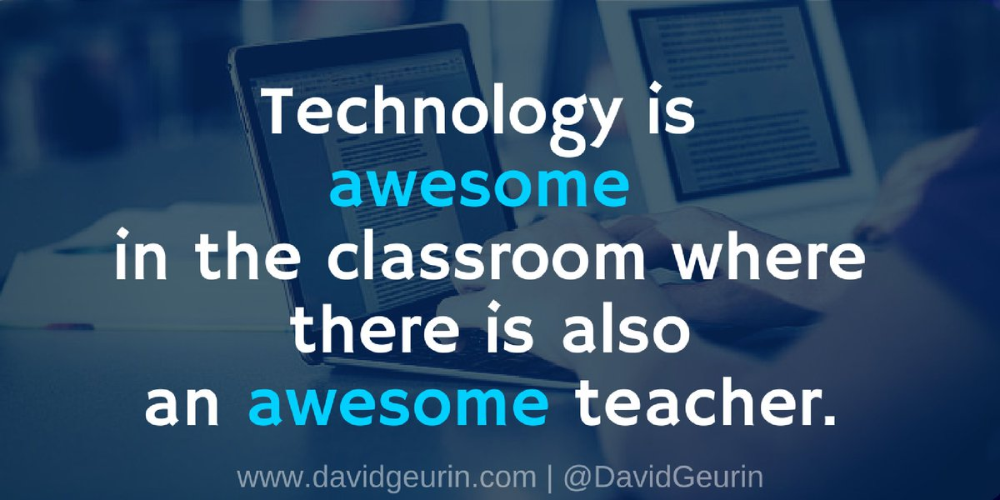 Technology is
awesome
in the classroom where
there is also
an awesome teacher.
www.davidgeurin.com | @DavidGeurin